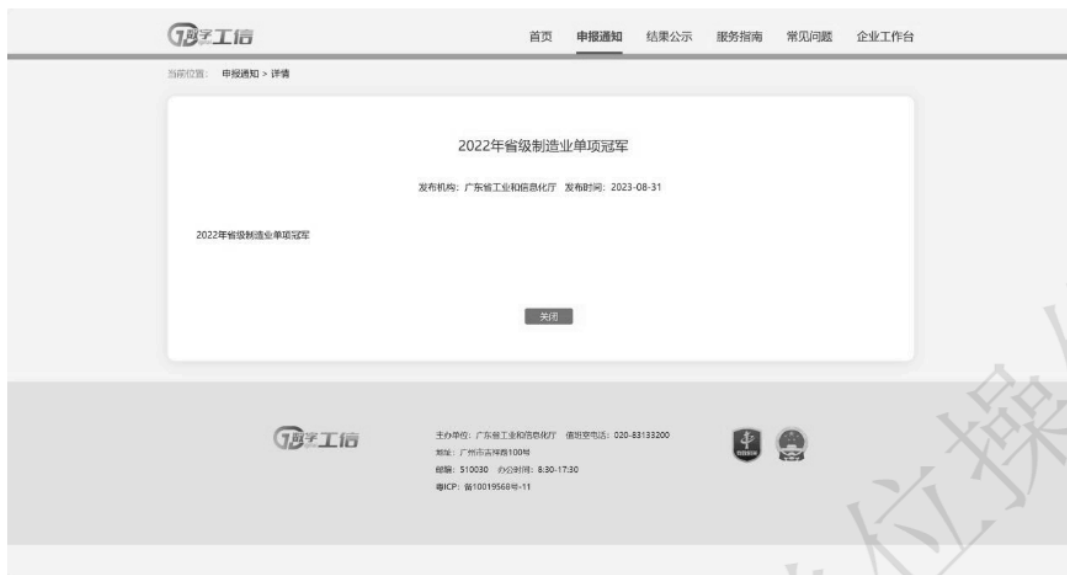 数字工信
首页 申报通知 结果公示 服务指南 常见问题 企业工作台
当前位置： 申报通知 > 详情
2022年省级制造业单项冠军
发布机构：广东省工业和信息化厅 发布时间：2023-08-31
2022年省级制造业单项冠军
关闭
数字工信
主办单位：广东省工业和信息化厅 值班室电话：020-83133200
地址：广州市吉祥路100号
邮编：510030 办公时间：8:30-17:30
粤ICP：备10019568号-11
位操